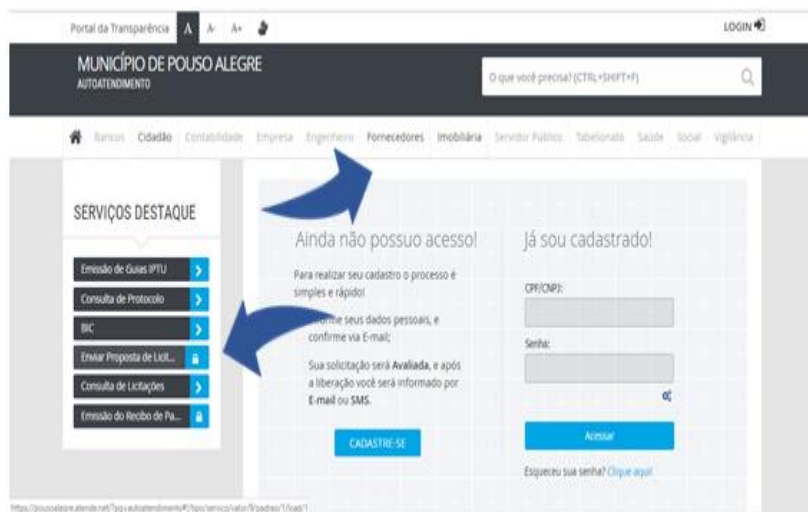 Portal da Transparência A A- A+ LOGIN
MUNICÍPIO DE POUSO ALEGRE
AUTOATENDIMENTO
O que você precisa? (CTRL+SHIFT+F)
Bancos Cidadão Contabilidade Empresa Engenheiro Fornecedores Imobiliária Servidor Público Tabelionato Saúde Social Vigilância
SERVIÇOS DESTAQUE
Emissão de Guias IPTU
Consulta de Protocolo
BIC
Enviar Proposta de Licit...
Consulta de Licitações
Emissão do Recibo de Pa...
Ainda não possuo acesso!
Para realizar seu cadastro o processo é
simples e rápido!
seus dados pessoais, e
confirme via E-mail;
Sua solicitação será Avaliada, e após
a liberação você será informado por
E-mail ou SMS.
CADASTRE-SE
Já sou cadastrado!
CPF/CNPJ:
Senha:
Acessar
Esqueceu sua senha? Clique aqui!